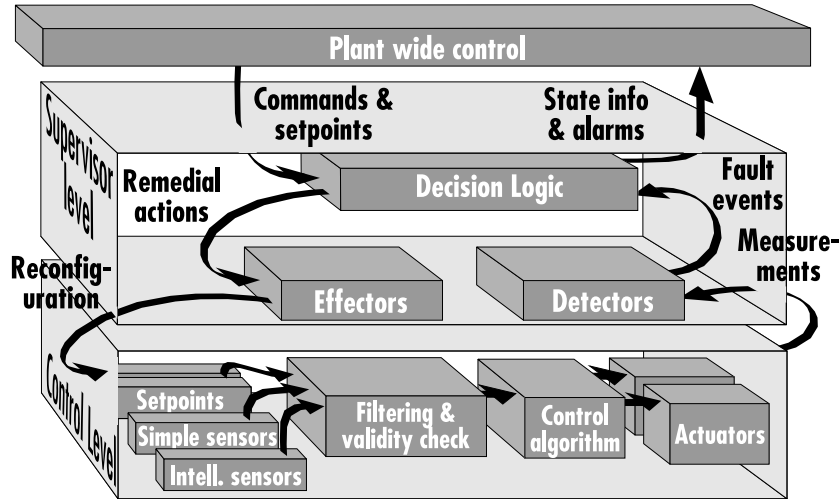 Plant wide control
Commands &
setpoints
State info
& alarms
Supervisor
level
Decision Logic
Remedial
actions
Fault
events
Measure-
ments
Reconfig-
uration
Effectors
Detectors
Control Level
Setpoints
Simple sensors
Intell. sensors
Filtering &
validity check
Control
algorithm
Actuators